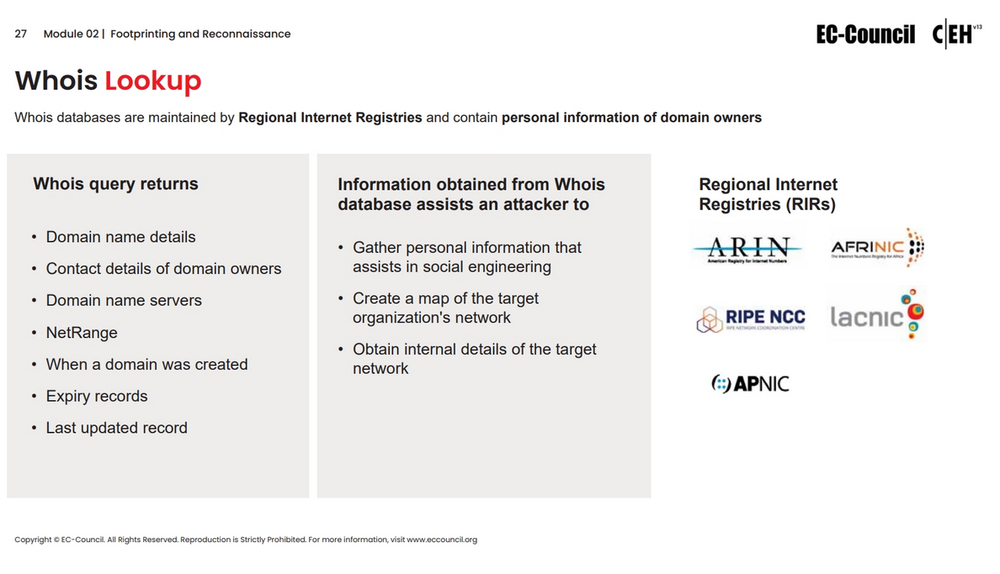 27 Module 02 | Footprinting and Reconnaissance
EC-Council C|EH v13
Whois Lookup
Whois databases are maintained by Regional Internet Registries and contain personal information of domain owners
Whois query returns
• Domain name details
• Contact details of domain owners
• Domain name servers
• NetRange
• When a domain was created
• Expiry records
• Last updated record
Information obtained from Whois
database assists an attacker to
• Gather personal information that
assists in social engineering
• Create a map of the target
organization's network
• Obtain internal details of the target
network
Regional Internet
Registries (RIRs)
ARIN
American Registry for Internet Numbers
AFRINIC
The Internet Numbers Registry for Africa
RIPE NCC
RIPE NETWORK COORDINATION CENTRE
lacnic
APNIC
Copyright © EC-Council. All Rights Reserved. Reproduction is Strictly Prohibited. For more information, visit www.eccouncil.org